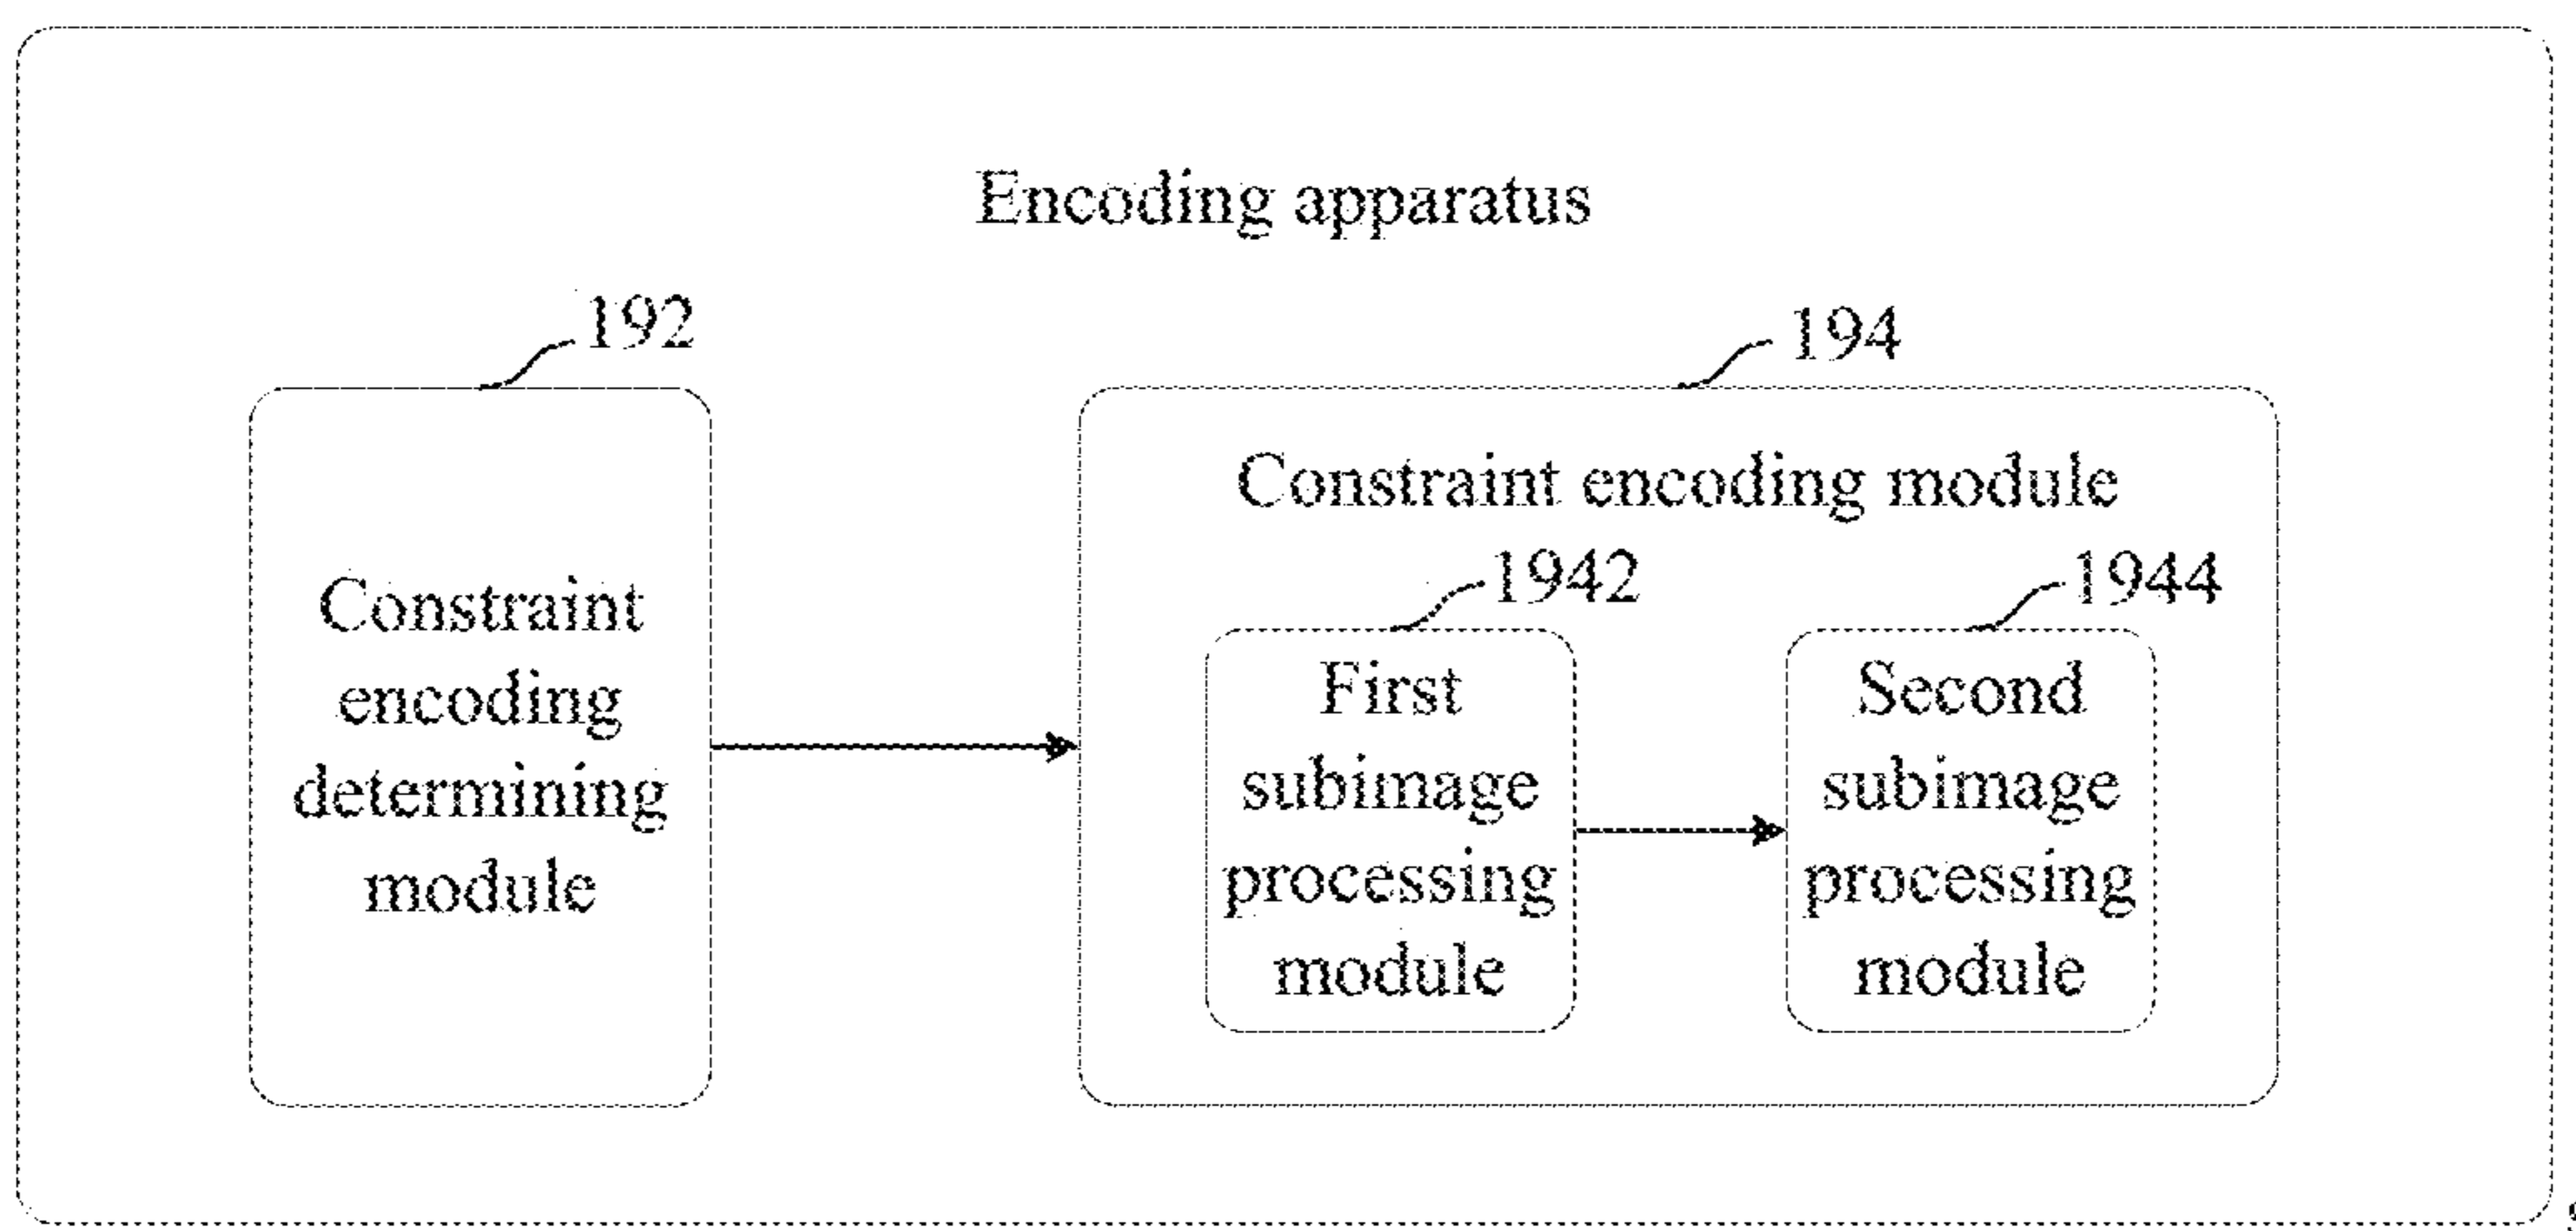 Encoding apparatus
192
194
Constraint
encoding
determining
module
Constraint encoding module
1942
1944
First
subimage
processing
module
Second
subimage
processing
module